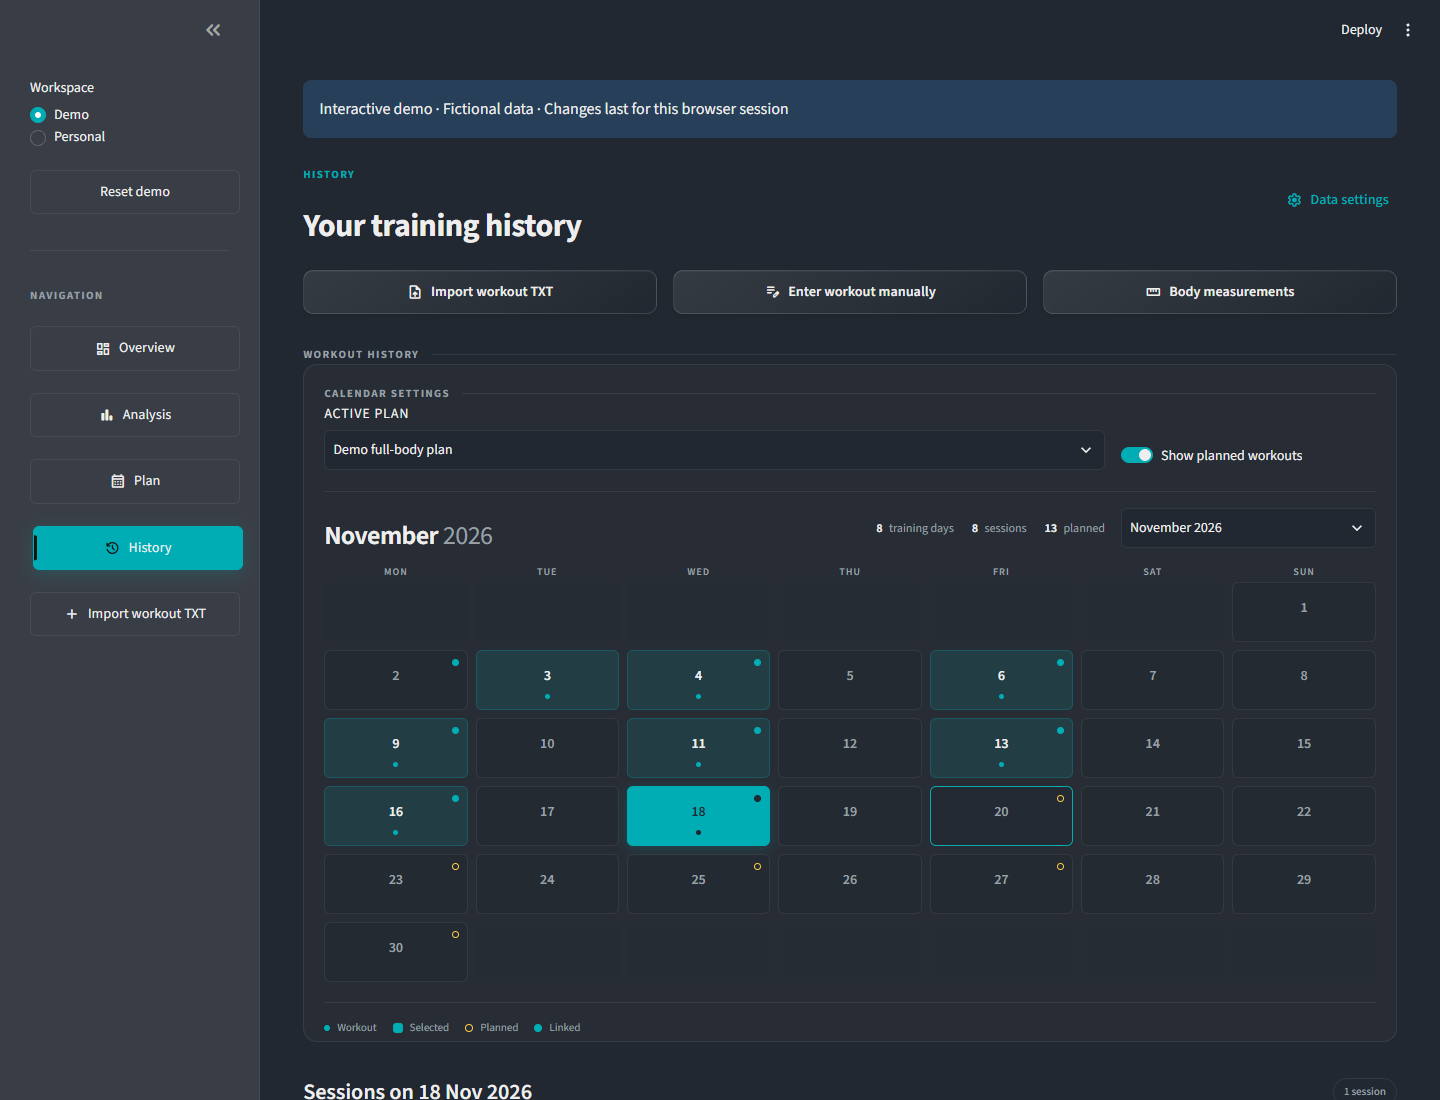 Deploy
Workspace
Demo
Personal
Reset demo
NAVIGATION
Overview
Analysis
Plan
History
Import workout TXT
Interactive demo · Fictional data · Changes last for this browser session
HISTORY
Data settings
Your training history
Import workout TXT
Enter workout manually
Body measurements
WORKOUT HISTORY
CALENDAR SETTINGS
ACTIVE PLAN
Demo full-body plan
Show planned workouts
November 2026
8 training days 8 sessions 13 planned
November 2026
MON TUE WED THU FRI SAT SUN
1
2 3 4 5 6 7 8
9 10 11 12 13 14 15
16 17 18 19 20 21 22
23 24 25 26 27 28 29
30
Workout Selected Planned Linked
Sessions on 18 Nov 2026
1 session